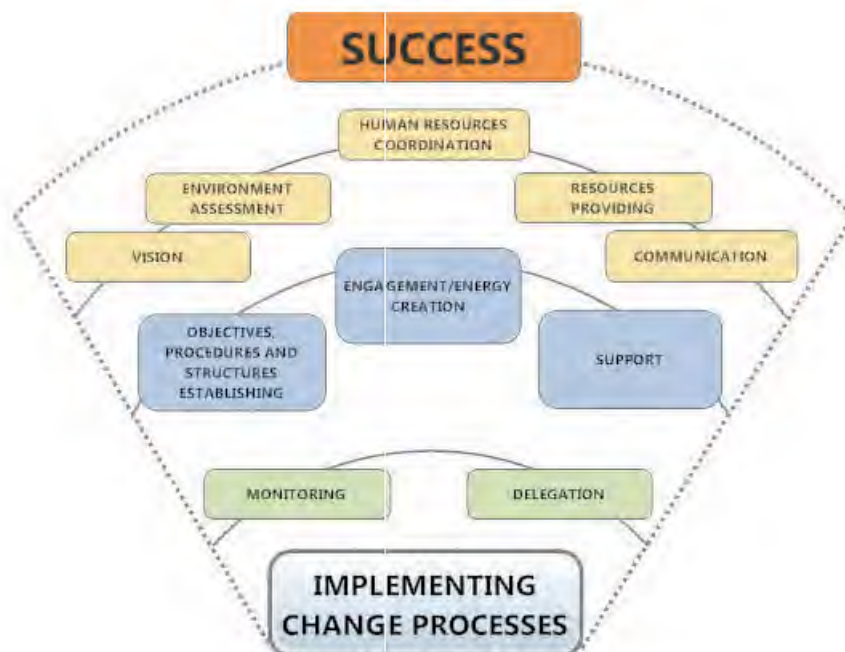 SUCCESS
HUMAN RESOURCES
COORDINATION
ENVIRONMENT
ASSESSMENT
RESOURCES
PROVIDING
VISION
COMMUNICATION
ENGAGEMENT/ENERGY
CREATION
OBJECTIVES,
PROCEDURES AND
STRUCTURES
ESTABLISHING
SUPPORT
MONITORING
DELEGATION
IMPLEMENTING
CHANGE PROCESSES